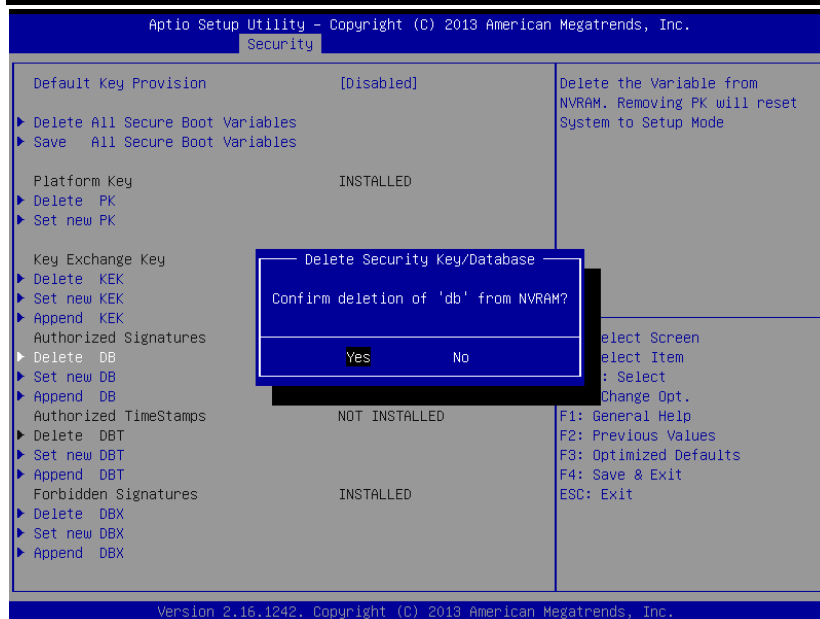 Aptio Setup Utility – Copyright (C) 2013 American Megatrends, Inc.
Security
Default Key Provision [Disabled]
Delete All Secure Boot Variables
Save All Secure Boot Variables
Platform Key INSTALLED
Delete PK
Set new PK
Key Exchange Key
Delete KEK
Set new KEK
Append KEK
Authorized Signatures
Delete DB
Set new DB
Append DB
Authorized TimeStamps NOT INSTALLED
Delete DBT
Set new DBT
Append DBT
Forbidden Signatures INSTALLED
Delete DBX
Set new DBX
Append DBX
Delete Security Key/Database
Confirm deletion of 'db' from NVRAM?
Yes No
Delete the Variable from
NVRAM. Removing PK will reset
System to Setup Mode
elect Screen
elect Item
: Select
Change Opt.
F1: General Help
F2: Previous Values
F3: Optimized Defaults
F4: Save & Exit
ESC: Exit
Version 2.16.1242. Copyright (C) 2013 American Megatrends, Inc.